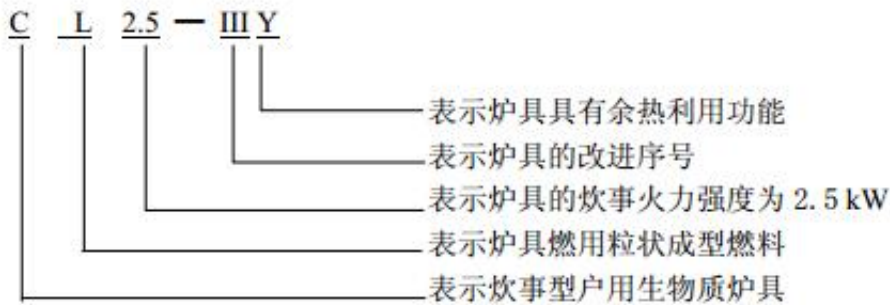 C L 2.5 — III Y
表示炉具具有余热利用功能
表示炉具的改进序号
表示炉具的炊事火力强度为 2.5 kW
表示炉具燃用粒状成型燃料
表示炊事型户用生物质炉具